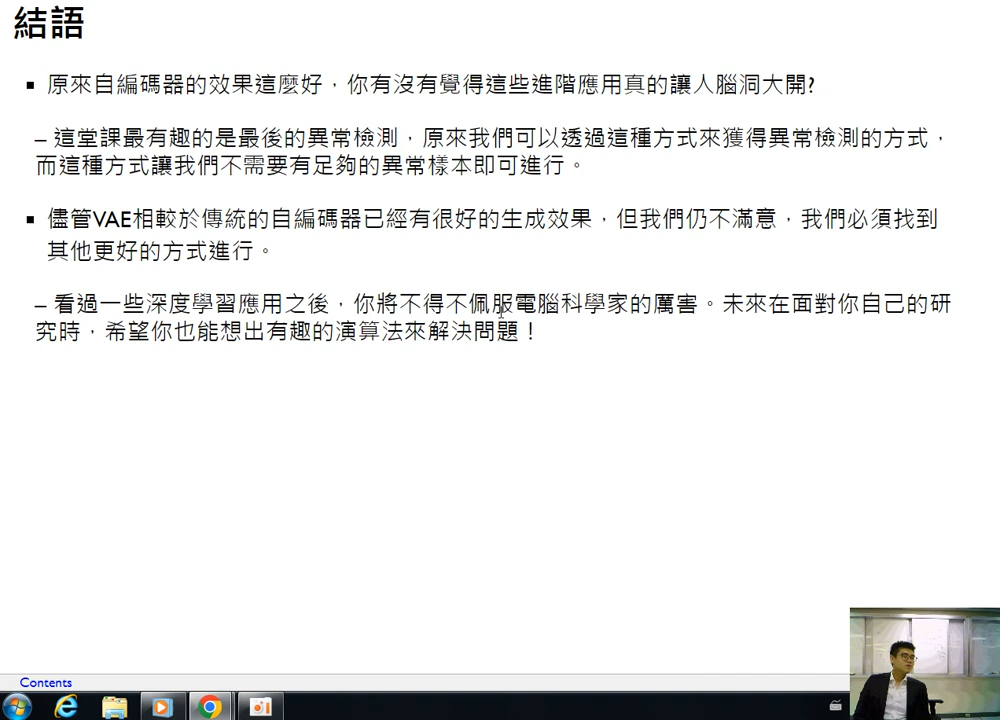 結語
▪ 原來自編碼器的效果這麼好，你有沒有覺得這些進階應用真的讓人腦洞大開?
– 這堂課最有趣的是最後的異常檢測，原來我們可以透過這種方式來獲得異常檢測的方式，
而這種方式讓我們不需要有足夠的異常樣本即可進行。
▪ 儘管VAE相較於傳統的自編碼器已經有很好的生成效果，但我們仍不滿意，我們必須找到
其他更好的方式進行。
– 看過一些深度學習應用之後，你將不得不佩服電腦科學家的厲害。未來在面對你自己的研
究時，希望你也能想出有趣的演算法來解決問題！
Contents